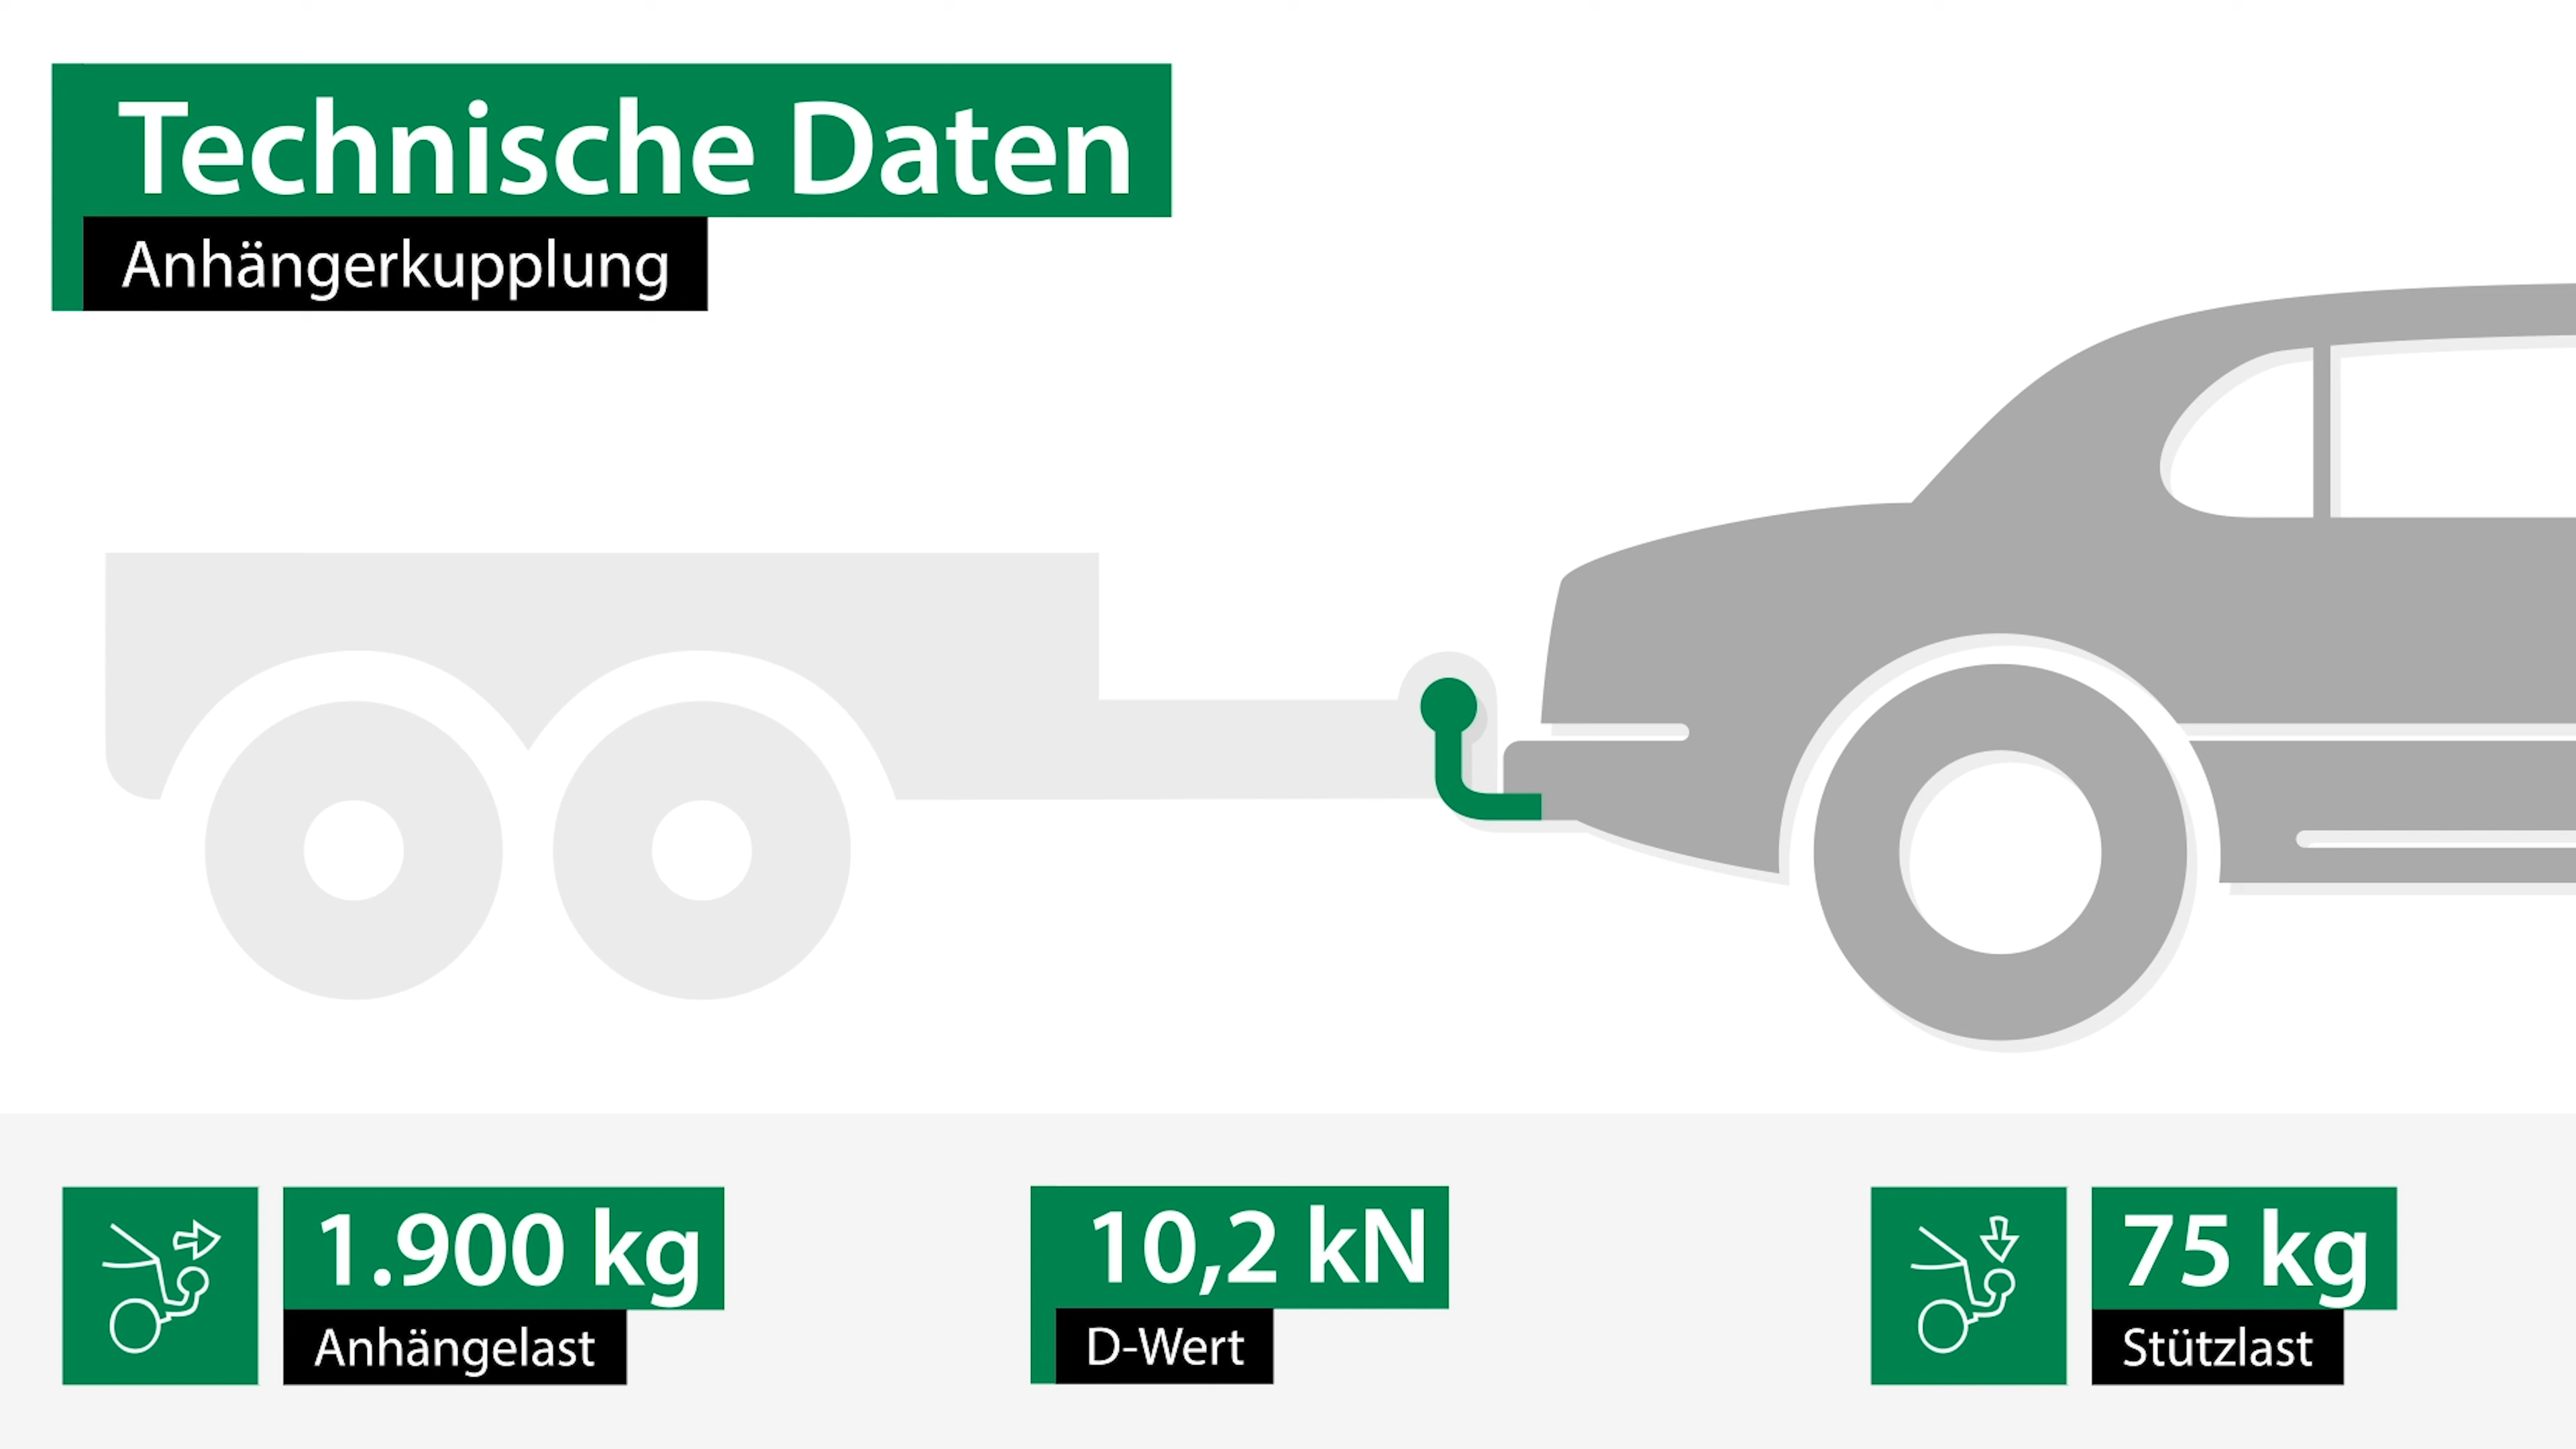 Technische Daten
Anhängerkupplung
1.900 kg
Anhängelast
10,2 kN
D-Wert
75 kg
Stützlast